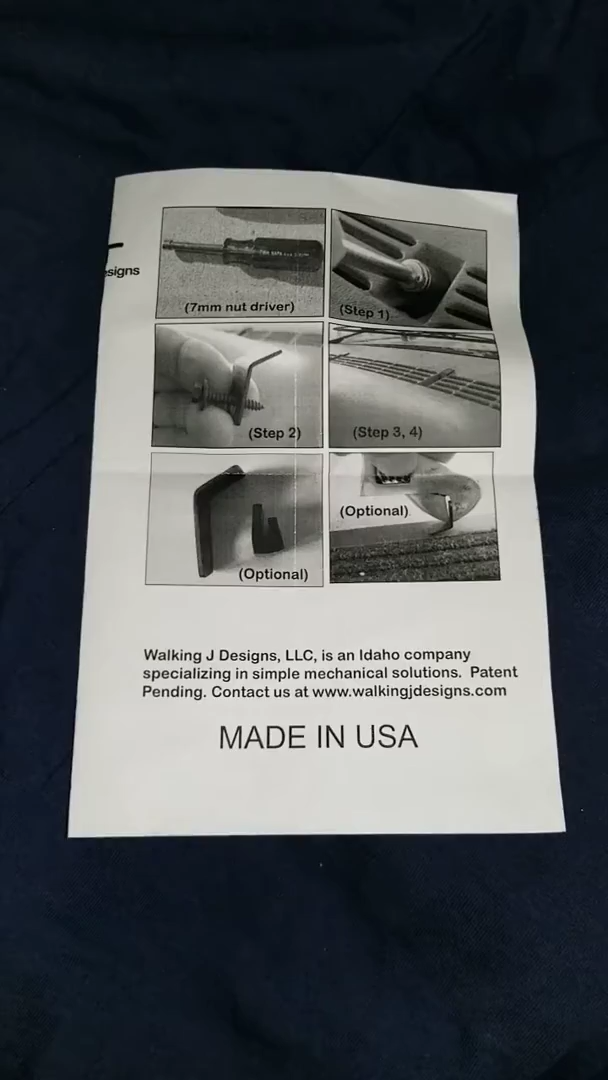 esigns
(7mm nut driver)
(Step 1)
(Step 2)
(Step 3, 4)
(Optional)
(Optional)
Walking J Designs, LLC, is an Idaho company
specializing in simple mechanical solutions. Patent
Pending. Contact us at www.walkingjdesigns.com
MADE IN USA